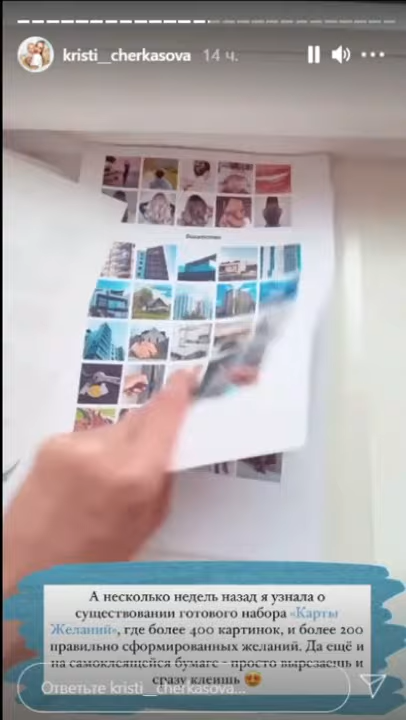 kristi__cherkasova 14 ч.
А несколько недель назад я узнала о
существовании готового набора «Карты
Желаний», где более 400 картинок, и более 200
правильно сформированных желаний. Да ещё и
на самоклеящейся бумаге - просто вырезаешь и
сразу клеишь 😍
Ответьте kristi__cherkasova...